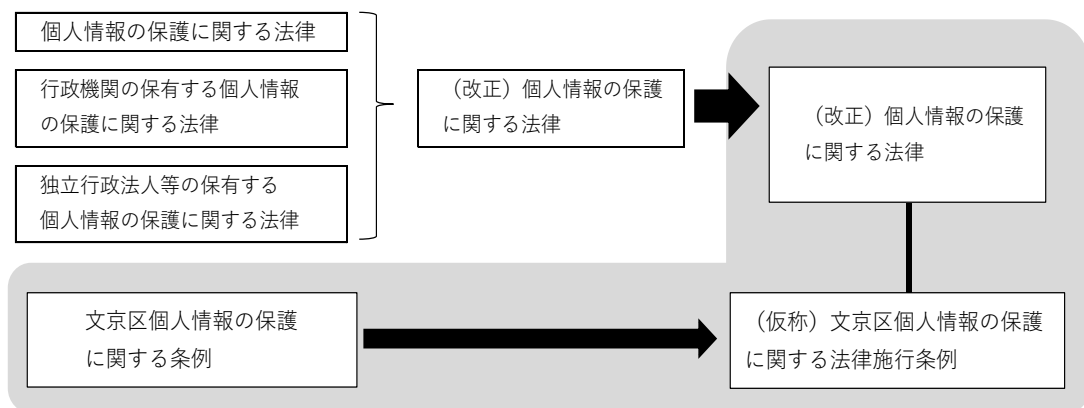 個人情報の保護に関する法律
行政機関の保有する個人情報
の保護に関する法律
独立行政法人等の保有する
個人情報の保護に関する法律
（改正）個人情報の保護
に関する法律
（改正）個人情報の保護
に関する法律
文京区個人情報の保護
に関する条例
（仮称）文京区個人情報の保護
に関する法律施行条例